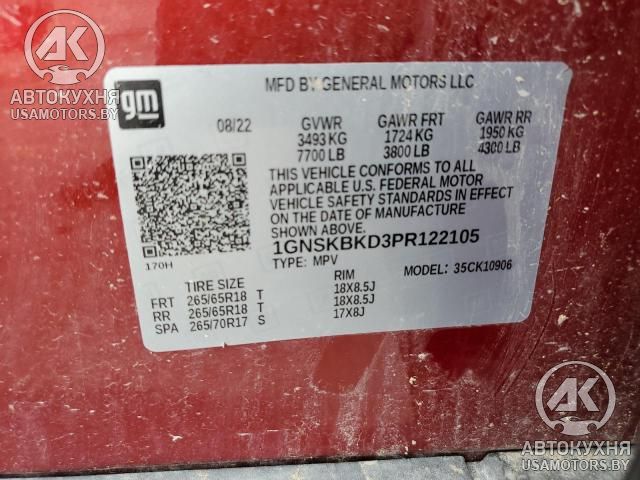 AK
АВТОКУХНЯ
USAMOTORS.BY
gm
MFD BY GENERAL MOTORS LLC
08/22 GVWR GAWR FRT GAWR RR
3493 KG 1724 KG 1950 KG
7700 LB 3800 LB 4300 LB
THIS VEHICLE CONFORMS TO ALL
APPLICABLE U.S. FEDERAL MOTOR
VEHICLE SAFETY STANDARDS IN EFFECT
ON THE DATE OF MANUFACTURE
SHOWN ABOVE.
1GNSKBKD3PR122105
170H
TYPE: MPV MODEL: 35CK10906
TIRE SIZE RIM
FRT 265/65R18 T 18X8.5J
RR 265/65R18 T 18X8.5J
SPA 265/70R17 S 17X8J
AK
АВТОКУХНЯ
USAMOTORS.BY